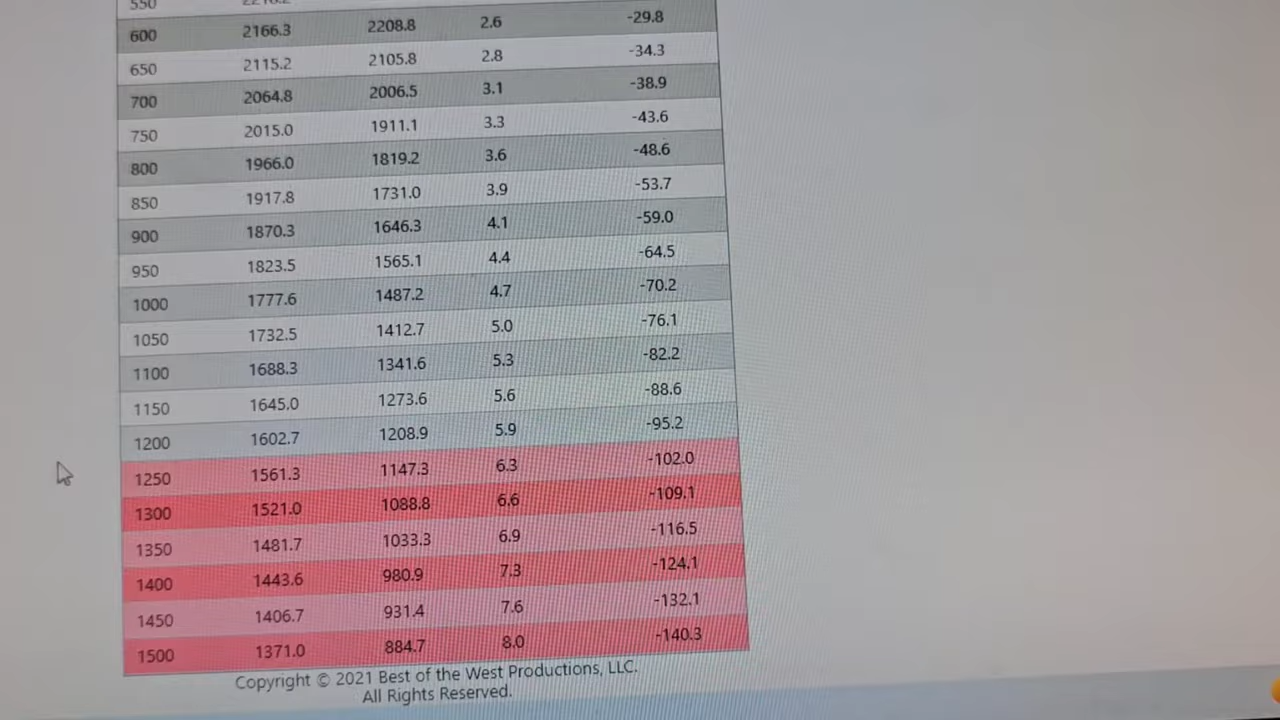 550
600 2166.3 2208.8 2.6 -29.8
650 2115.2 2105.8 2.8 -34.3
700 2064.8 2006.5 3.1 -38.9
750 2015.0 1911.1 3.3 -43.6
800 1966.0 1819.2 3.6 -48.6
850 1917.8 1731.0 3.9 -53.7
900 1870.3 1646.3 4.1 -59.0
950 1823.5 1565.1 4.4 -64.5
1000 1777.6 1487.2 4.7 -70.2
1050 1732.5 1412.7 5.0 -76.1
1100 1688.3 1341.6 5.3 -82.2
1150 1645.0 1273.6 5.6 -88.6
1200 1602.7 1208.9 5.9 -95.2
1250 1561.3 1147.3 6.3 -102.0
1300 1521.0 1088.8 6.6 -109.1
1350 1481.7 1033.3 6.9 -116.5
1400 1443.6 980.9 7.3 -124.1
1450 1406.7 931.4 7.6 -132.1
1500 1371.0 884.7 8.0 -140.3
Copyright © 2021 Best of the West Productions, LLC.
All Rights Reserved.